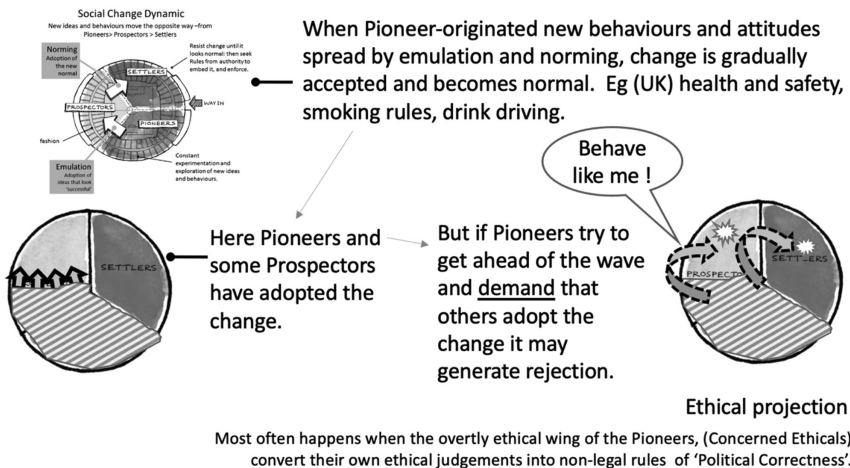 Social Change Dynamic
New ideas and behaviours move the opposite way –from
Pioneers> Prospectors > Settlers
Norming
Adoption of
the new
normal
Resist change until it
looks normal: then seek
Rules from authority to
embed it, and enforce.
SETTLERS
PROSPECTORS
WAY IN
PIONEERS
fashion
Emulation
Adoption of
ideas that look
'successful'
Constant
experimentation and
exploration of new ideas
and behaviours.
When Pioneer-originated new behaviours and attitudes
spread by emulation and norming, change is gradually
accepted and becomes normal. Eg (UK) health and safety,
smoking rules, drink driving.
Behave
like me !
SETTLERS
Here Pioneers and
some Prospectors
have adopted the
change.
But if Pioneers try to
get ahead of the wave
and demand that
others adopt the
change it may
generate rejection.
PROSPECTO
SETTLERS
Ethical projection
Most often happens when the overtly ethical wing of the Pioneers, (Concerned Ethicals)
convert their own ethical judgements into non-legal rules of 'Political Correctness'.